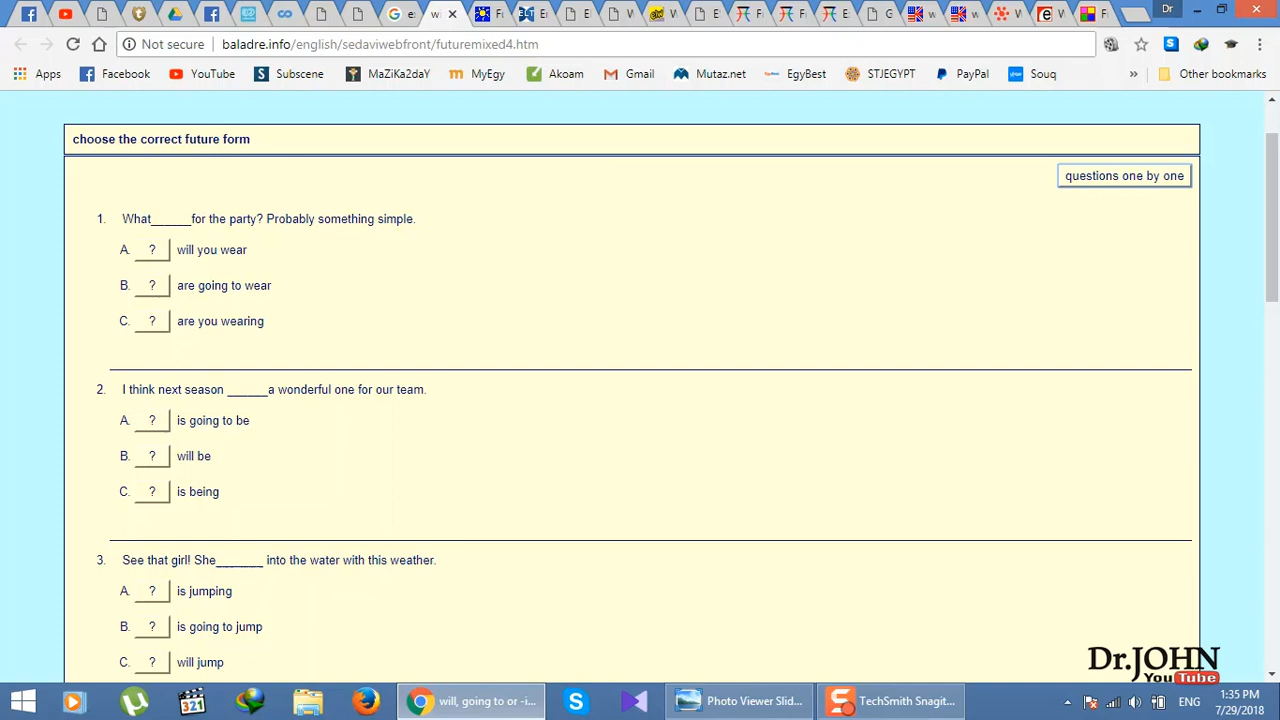 Dr
Not secure baladre.info/english/sedaviwebfront/futuresmixed4.htm
Apps Facebook YouTube Subscene MaZiKa2daY MyEgy Akoam Gmail Mutaz.net EgyBest STJEGYPT PayPal Souq » Other bookmarks
choose the correct future form
questions one by one
1. What______for the party? Probably something simple.
A. ? will you wear
B. ? are going to wear
C. ? are you wearing
2. I think next season ______a wonderful one for our team.
A. ? is going to be
B. ? will be
C. ? is being
3. See that girl! She_______ into the water with this weather.
A. ? is jumping
B. ? is going to jump
C. ? will jump
Dr.JOHN
YouTube
will, going to or -i... Photo Viewer Slid... TechSmith Snagit... ENG 1:35 PM
7/29/2018